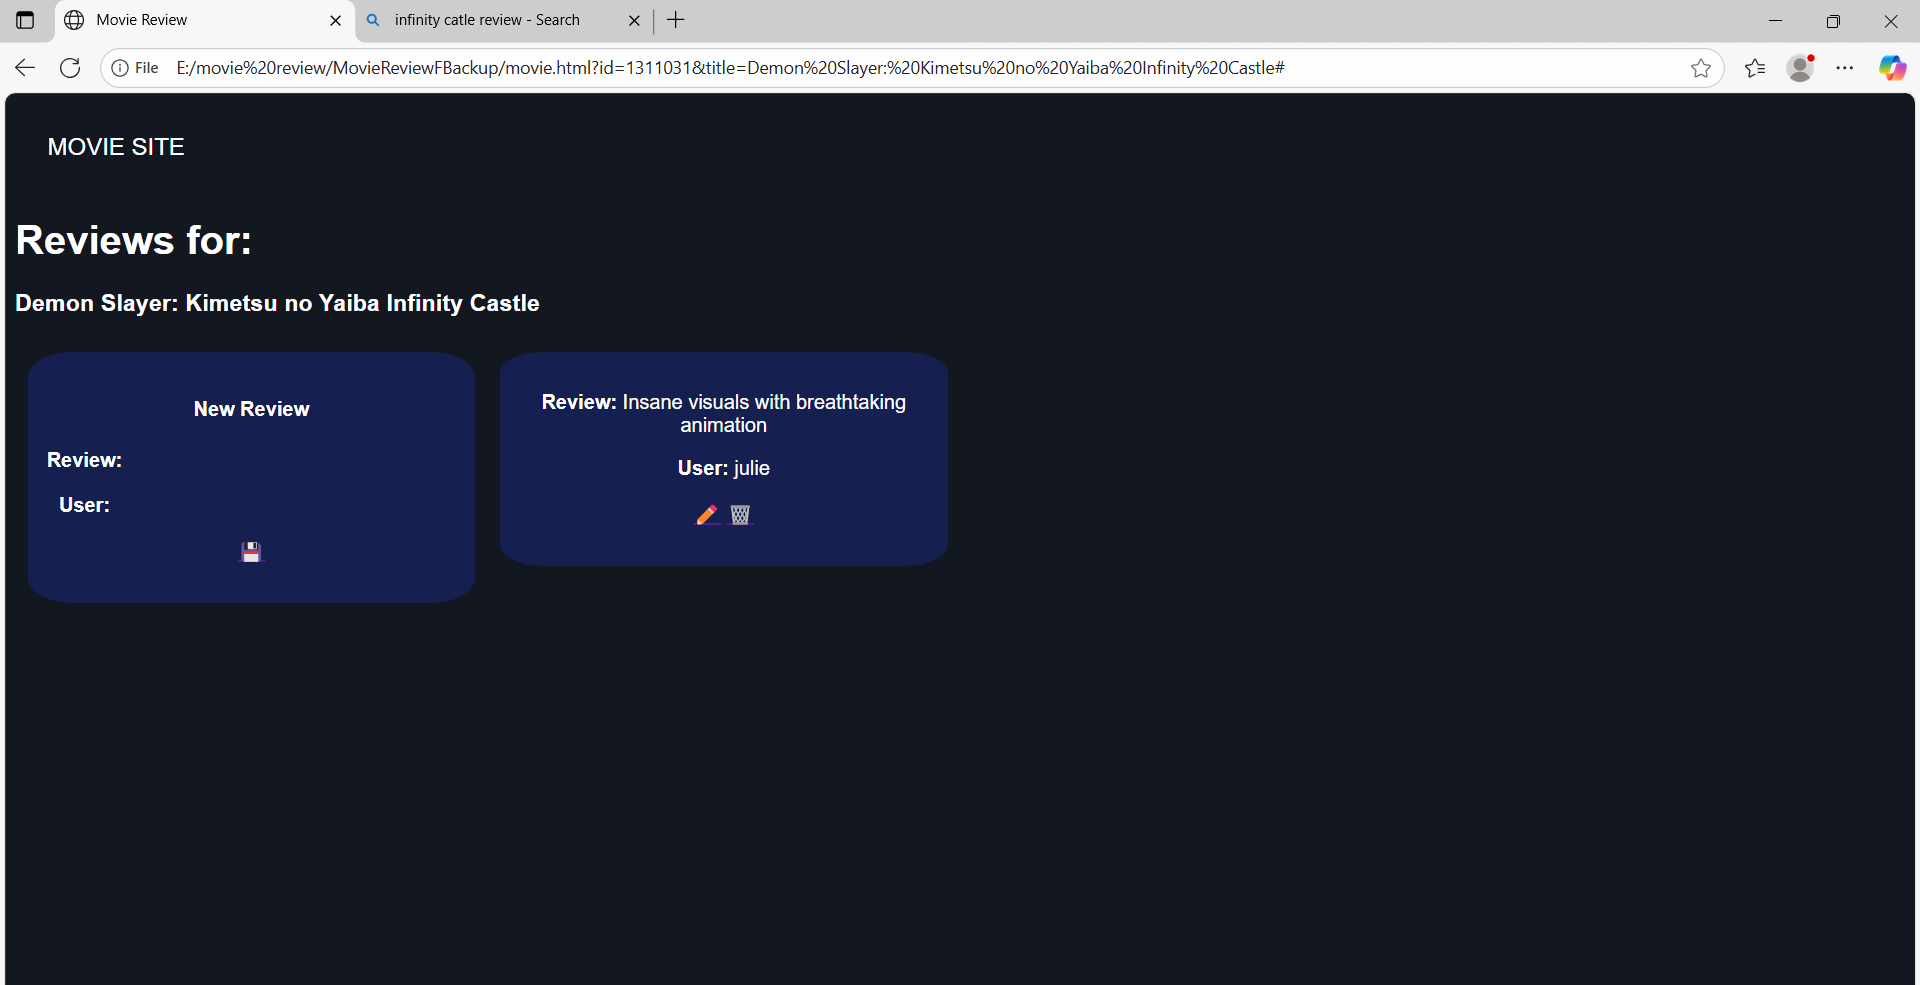 Movie Review
infinity catle review - Search
File E:/movie%20review/MovieReviewFBackup/movie.html?id=1311031&title=Demon%20Slayer:%20Kimetsu%20no%20Yaiba%20Infinity%20Castle#
MOVIE SITE
Reviews for:
Demon Slayer: Kimetsu no Yaiba Infinity Castle
New Review
Review:
User:
Review: Insane visuals with breathtaking
animation
User: julie